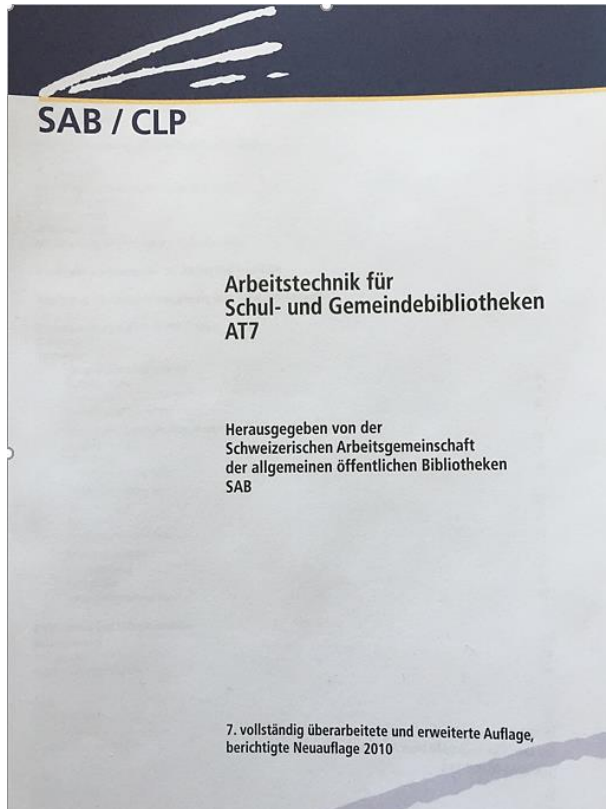 SAB / CLP
Arbeitstechnik für
Schul- und Gemeindebibliotheken
AT7
Herausgegeben von der
Schweizerischen Arbeitsgemeinschaft
der allgemeinen öffentlichen Bibliotheken
SAB
7. vollständig überarbeitete und erweiterte Auflage,
berichtigte Neuauflage 2010